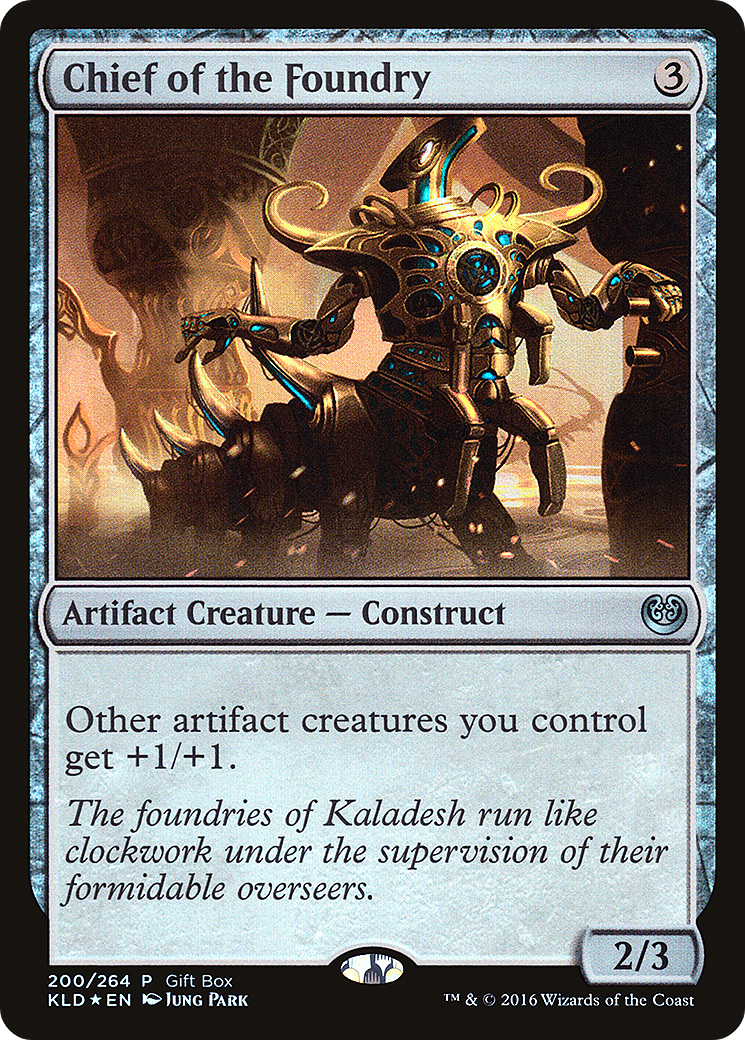 Chief of the Foundry 3
Artifact Creature — Construct
Other artifact creatures you control
get +1/+1.
The foundries of Kaladesh run like
clockwork under the supervision of their
formidable overseers.
2/3
200/264 P Gift Box
KLD★EN Jung Park
™ & © 2016 Wizards of the Coast